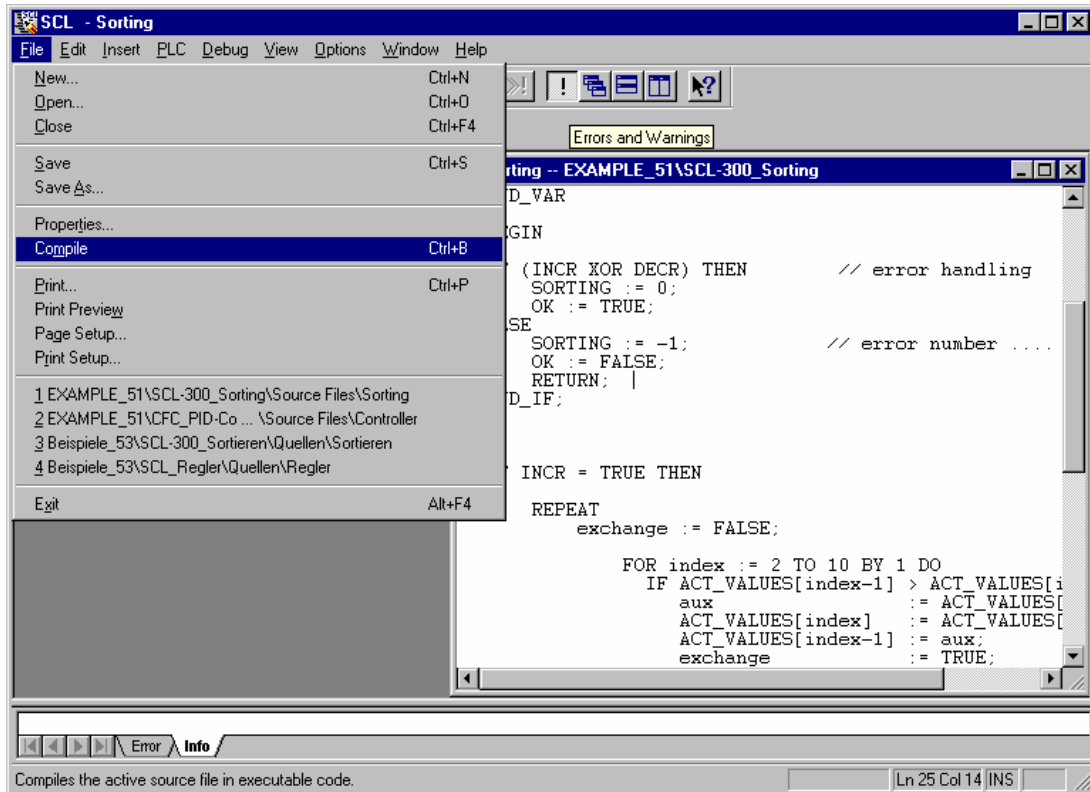 SCL - Sorting
File Edit Insert PLC Debug View Options Window Help
New... Ctrl+N
Open... Ctrl+O
Close Ctrl+F4
Save Ctrl+S
Save As...
Properties...
Compile Ctrl+B
Print... Ctrl+P
Print Preview
Page Setup...
Print Setup...
1 EXAMPLE_51\SCL-300_Sorting\Source Files\Sorting
2 EXAMPLE_51\CFC_PID-Co ... \Source Files\Controller
3 Beispiele_53\SCL-300_Sortieren\Quellen\Sortieren
4 Beispiele_53\SCL_Regler\Quellen\Regler
Exit Alt+F4
Errors and Warnings
rting -- EXAMPLE_51\SCL-300_Sorting
D_VAR
GIN
(INCR XOR DECR) THEN // error handling
SORTING := 0;
OK := TRUE;
SE
SORTING := -1; // error number ....
OK := FALSE;
RETURN;
D_IF;
INCR = TRUE THEN
REPEAT
exchange := FALSE;
FOR index := 2 TO 10 BY 1 DO
IF ACT_VALUES[index-1] > ACT_VALUES[i
aux := ACT_VALUES[
ACT_VALUES[index] := ACT_VALUES[
ACT_VALUES[index-1] := aux;
exchange := TRUE;
Error Info
Compiles the active source file in executable code. Ln 25 Col 14 INS